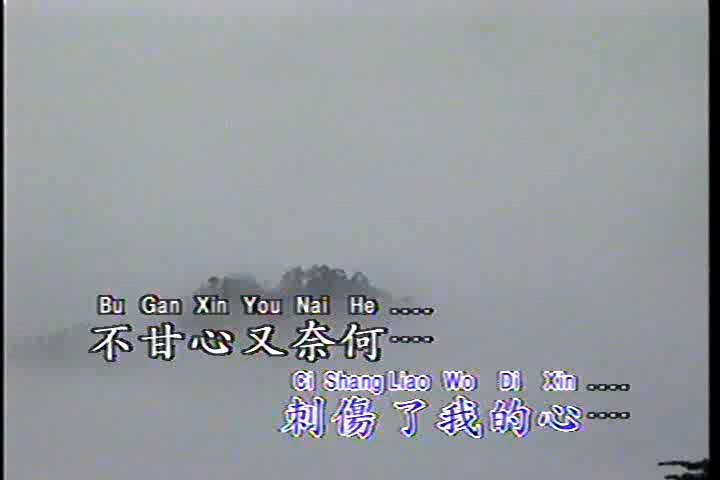 Bu Gan Xin You Nai He ....
不甘心又奈何····
Ci Shang Liao Wo Di Xin ....
刺傷了我的心····